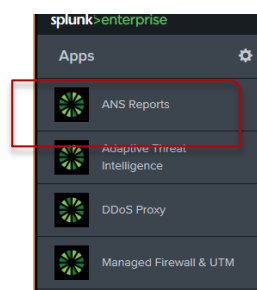 splunk>enterprise
Apps
ANS Reports
Adaptive Threat
Intelligence
DDoS Proxy
Managed Firewall & UTM